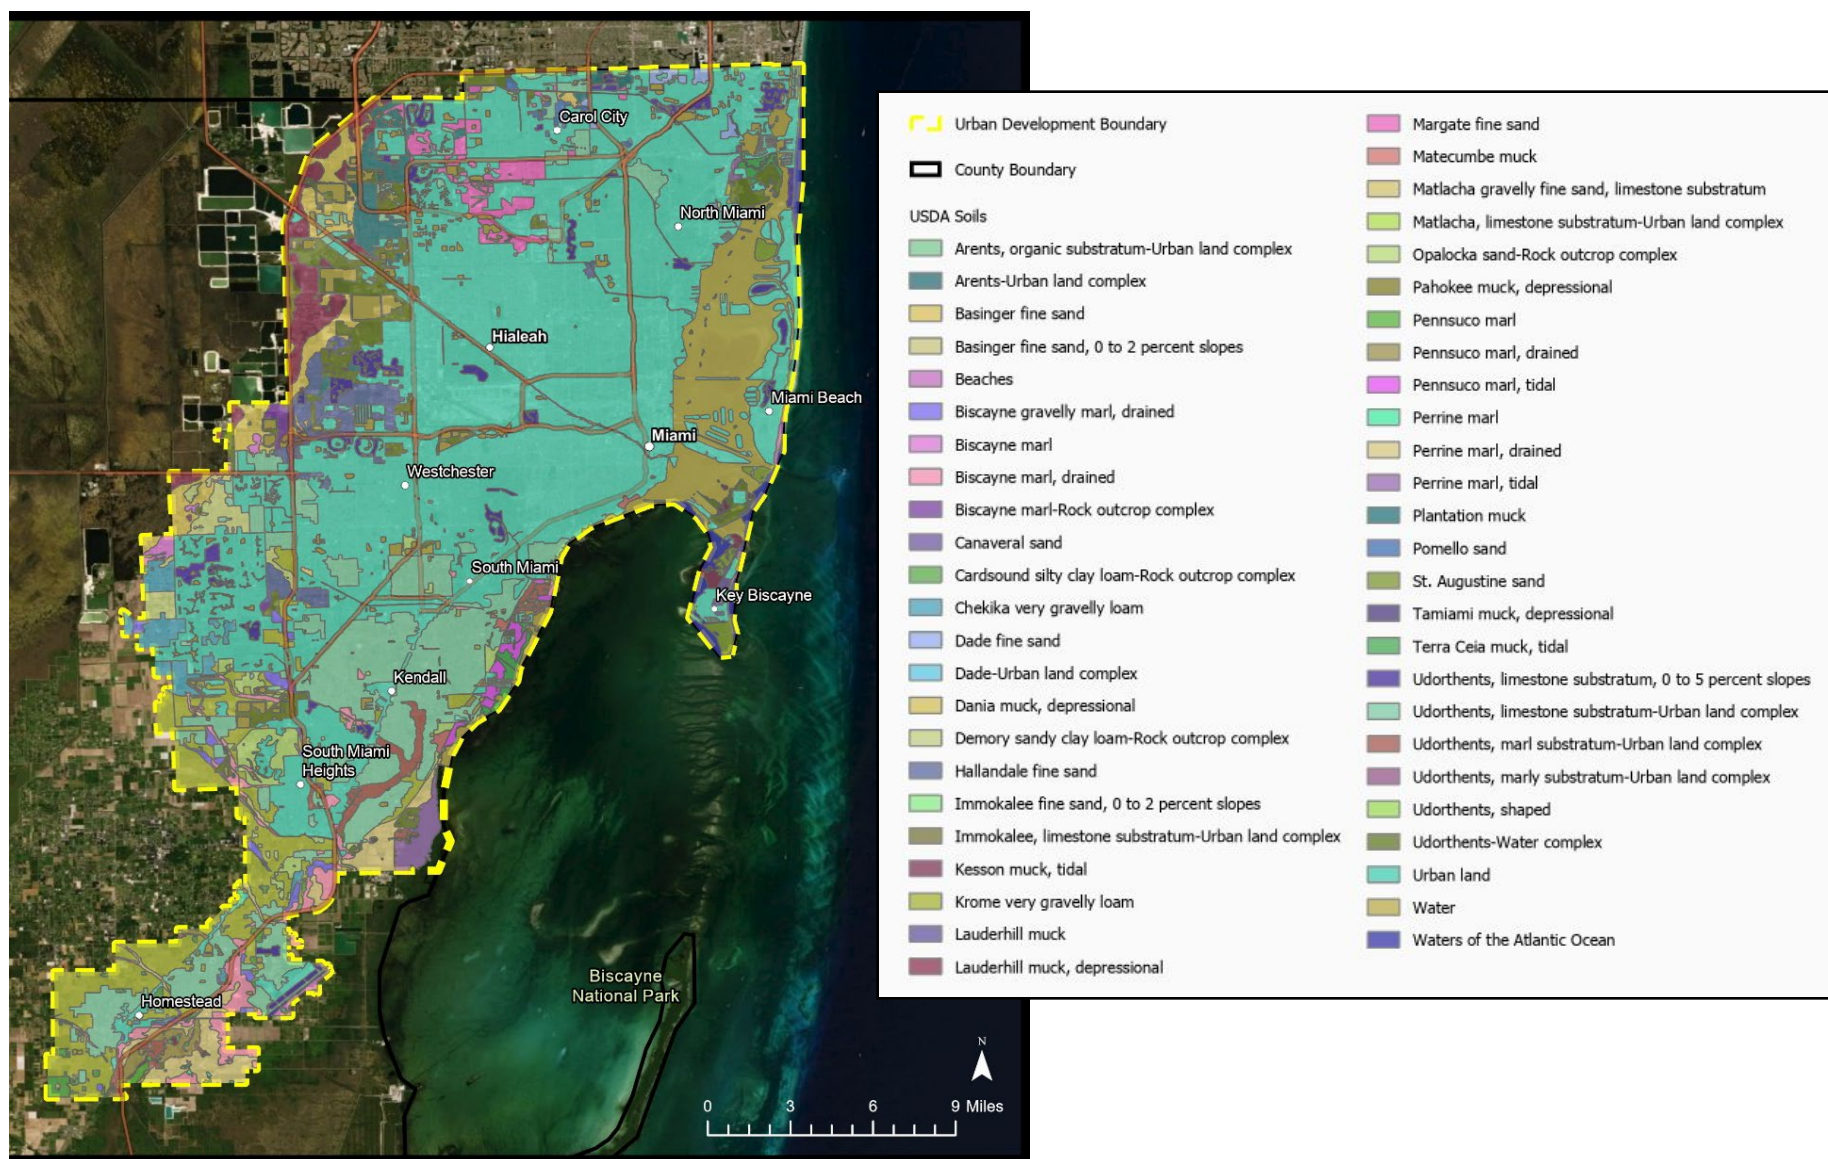 Carol City
North Miami
Hialeah
Miami Beach
Miami
Westchester
South Miami
Key Biscayne
Kendall
South Miami
Heights
Homestead
Biscayne
National Park
N
0 3 6 9 Miles
Urban Development Boundary
County Boundary
USDA Soils
Arents, organic substratum-Urban land complex
Arents-Urban land complex
Basinger fine sand
Basinger fine sand, 0 to 2 percent slopes
Beaches
Biscayne gravelly marl, drained
Biscayne marl
Biscayne marl, drained
Biscayne marl-Rock outcrop complex
Canaveral sand
Cardsound silty clay loam-Rock outcrop complex
Chekika very gravelly loam
Dade fine sand
Dade-Urban land complex
Dania muck, depressional
Demory sandy clay loam-Rock outcrop complex
Hallandale fine sand
Immokalee fine sand, 0 to 2 percent slopes
Immokalee, limestone substratum-Urban land complex
Kesson muck, tidal
Krome very gravelly loam
Lauderhill muck
Lauderhill muck, depressional
Margate fine sand
Matecumbe muck
Matlacha gravelly fine sand, limestone substratum
Matlacha, limestone substratum-Urban land complex
Opalocka sand-Rock outcrop complex
Pahokee muck, depressional
Pennsuco marl
Pennsuco marl, drained
Pennsuco marl, tidal
Perrine marl
Perrine marl, drained
Perrine marl, tidal
Plantation muck
Pomello sand
St. Augustine sand
Tamiami muck, depressional
Terra Ceia muck, tidal
Udorthents, limestone substratum, 0 to 5 percent slopes
Udorthents, limestone substratum-Urban land complex
Udorthents, marl substratum-Urban land complex
Udorthents, marly substratum-Urban land complex
Udorthents, shaped
Udorthents-Water complex
Urban land
Water
Waters of the Atlantic Ocean